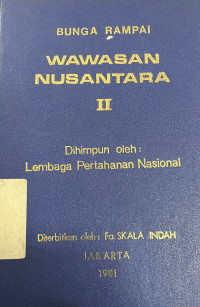 BUNGA RAMPAI
WAWASAN
NUSANTARA
II
Dihimpun oleh:
Lembaga Pertahanan Nasional
Diterbitkan oleh: Fa. SKALA INDAH
JAKARTA
1981